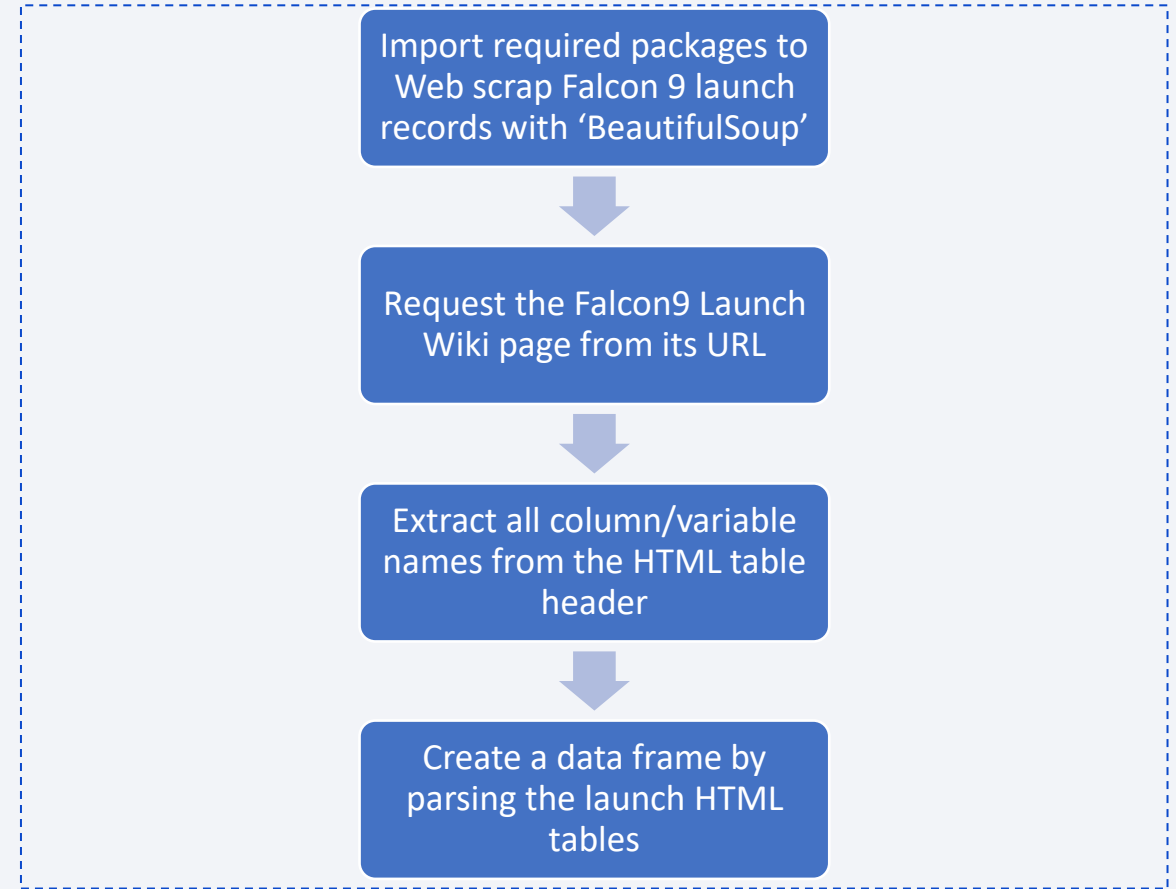 Import required packages to
Web scrap Falcon 9 launch
records with ‘BeautifulSoup’
Request the Falcon9 Launch
Wiki page from its URL
Extract all column/variable
names from the HTML table
header
Create a data frame by
parsing the launch HTML
tables